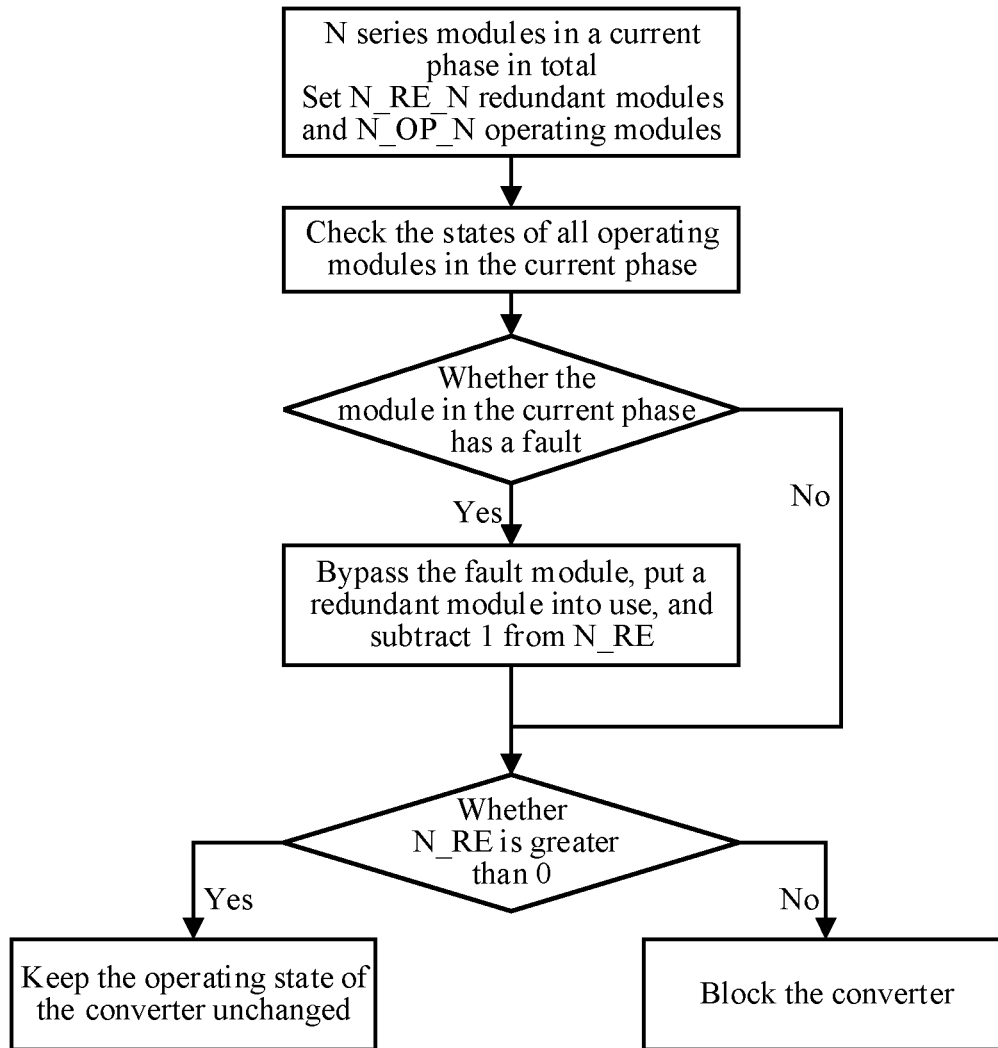 N series modules in a current
phase in total
Set N_RE_N redundant modules
and N_OP_N operating modules
Check the states of all operating
modules in the current phase
Whether the
module in the current phase
has a fault
No
Yes
Bypass the fault module, put a
redundant module into use, and
subtract 1 from N_RE
Whether
N_RE is greater
than 0
Yes
No
Keep the operating state of
the converter unchanged
Block the converter